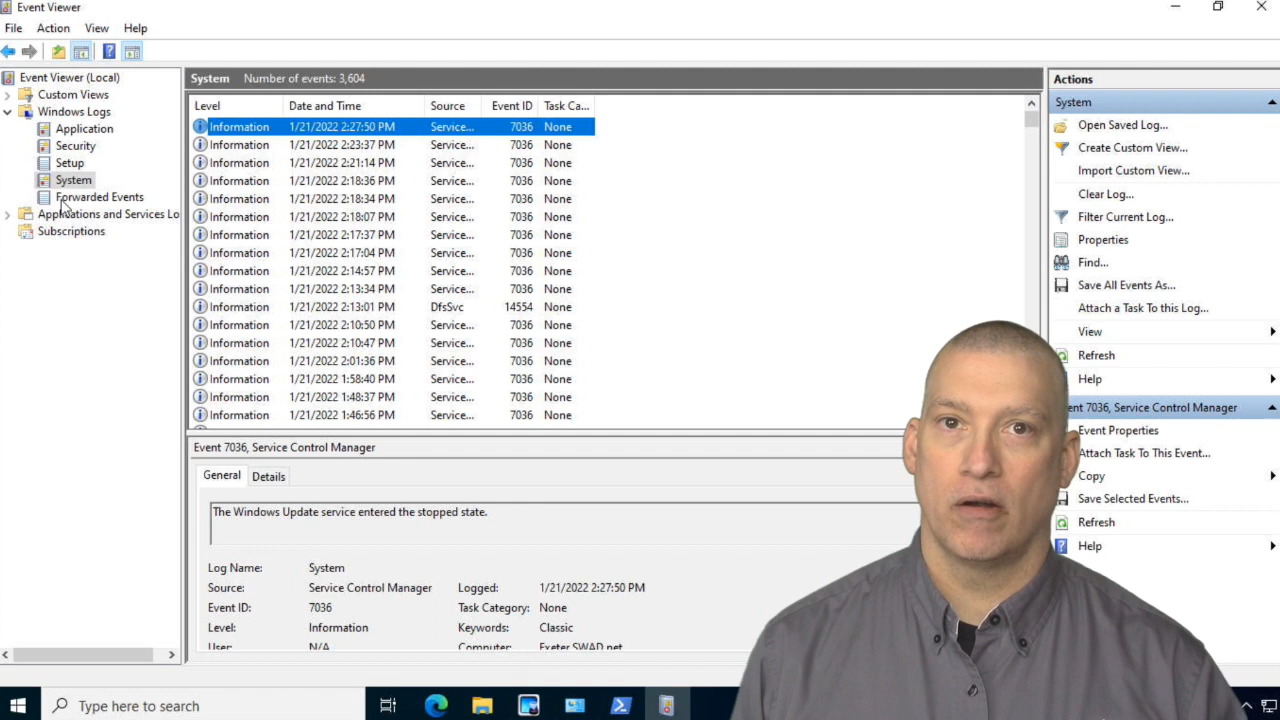 Event Viewer
File Action View Help
Event Viewer (Local)
Custom Views
Windows Logs
Application
Security
Setup
System
Forwarded Events
Applications and Services Lo
Subscriptions
System Number of events: 3,604
Level Date and Time Source Event ID Task Ca...
Information 1/21/2022 2:27:50 PM Service... 7036 None
Information 1/21/2022 2:23:37 PM Service... 7036 None
Information 1/21/2022 2:21:14 PM Service... 7036 None
Information 1/21/2022 2:18:36 PM Service... 7036 None
Information 1/21/2022 2:18:34 PM Service... 7036 None
Information 1/21/2022 2:18:07 PM Service... 7036 None
Information 1/21/2022 2:17:37 PM Service... 7036 None
Information 1/21/2022 2:17:04 PM Service... 7036 None
Information 1/21/2022 2:14:57 PM Service... 7036 None
Information 1/21/2022 2:13:34 PM Service... 7036 None
Information 1/21/2022 2:13:01 PM DfsSvc 14554 None
Information 1/21/2022 2:10:50 PM Service... 7036 None
Information 1/21/2022 2:10:47 PM Service... 7036 None
Information 1/21/2022 2:01:36 PM Service... 7036 None
Information 1/21/2022 1:58:40 PM Service... 7036 None
Information 1/21/2022 1:48:37 PM Service... 7036 None
Information 1/21/2022 1:46:56 PM Service... 7036 None
Event 7036, Service Control Manager
General Details
The Windows Update service entered the stopped state.
Log Name: System
Source: Service Control Manager Logged: 1/21/2022 2:27:50 PM
Event ID: 7036 Task Category: None
Level: Information Keywords: Classic
User: N/A Computer: Exeter.SWAD.net
Actions
System
Open Saved Log...
Create Custom View...
Import Custom View...
Clear Log...
Filter Current Log...
Properties
Find...
Save All Events As...
Attach a Task To this Log...
View
Refresh
Help
ent 7036, Service Control Manager
Event Properties
Attach Task To This Event...
Copy
Save Selected Events...
Refresh
Help
Type here to search